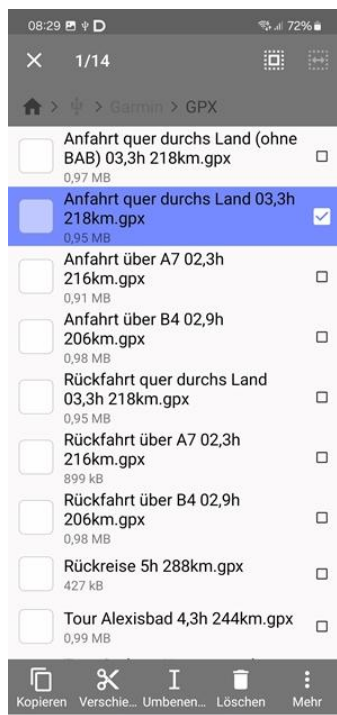 08:29
72%
1/14
> > Garmin > GPX
Anfahrt quer durchs Land (ohne
BAB) 03,3h 218km.gpx
0,97 MB
Anfahrt quer durchs Land 03,3h
218km.gpx
0,95 MB
Anfahrt über A7 02,3h
216km.gpx
0,91 MB
Anfahrt über B4 02,9h
206km.gpx
0,98 MB
Rückfahrt quer durchs Land
03,3h 218km.gpx
0,95 MB
Rückfahrt über A7 02,3h
216km.gpx
899 kB
Rückfahrt über B4 02,9h
206km.gpx
0,98 MB
Rückreise 5h 288km.gpx
427 kB
Tour Alexisbad 4,3h 244km.gpx
0,99 MB
Kopieren Verschie... Umbenen... Löschen Mehr